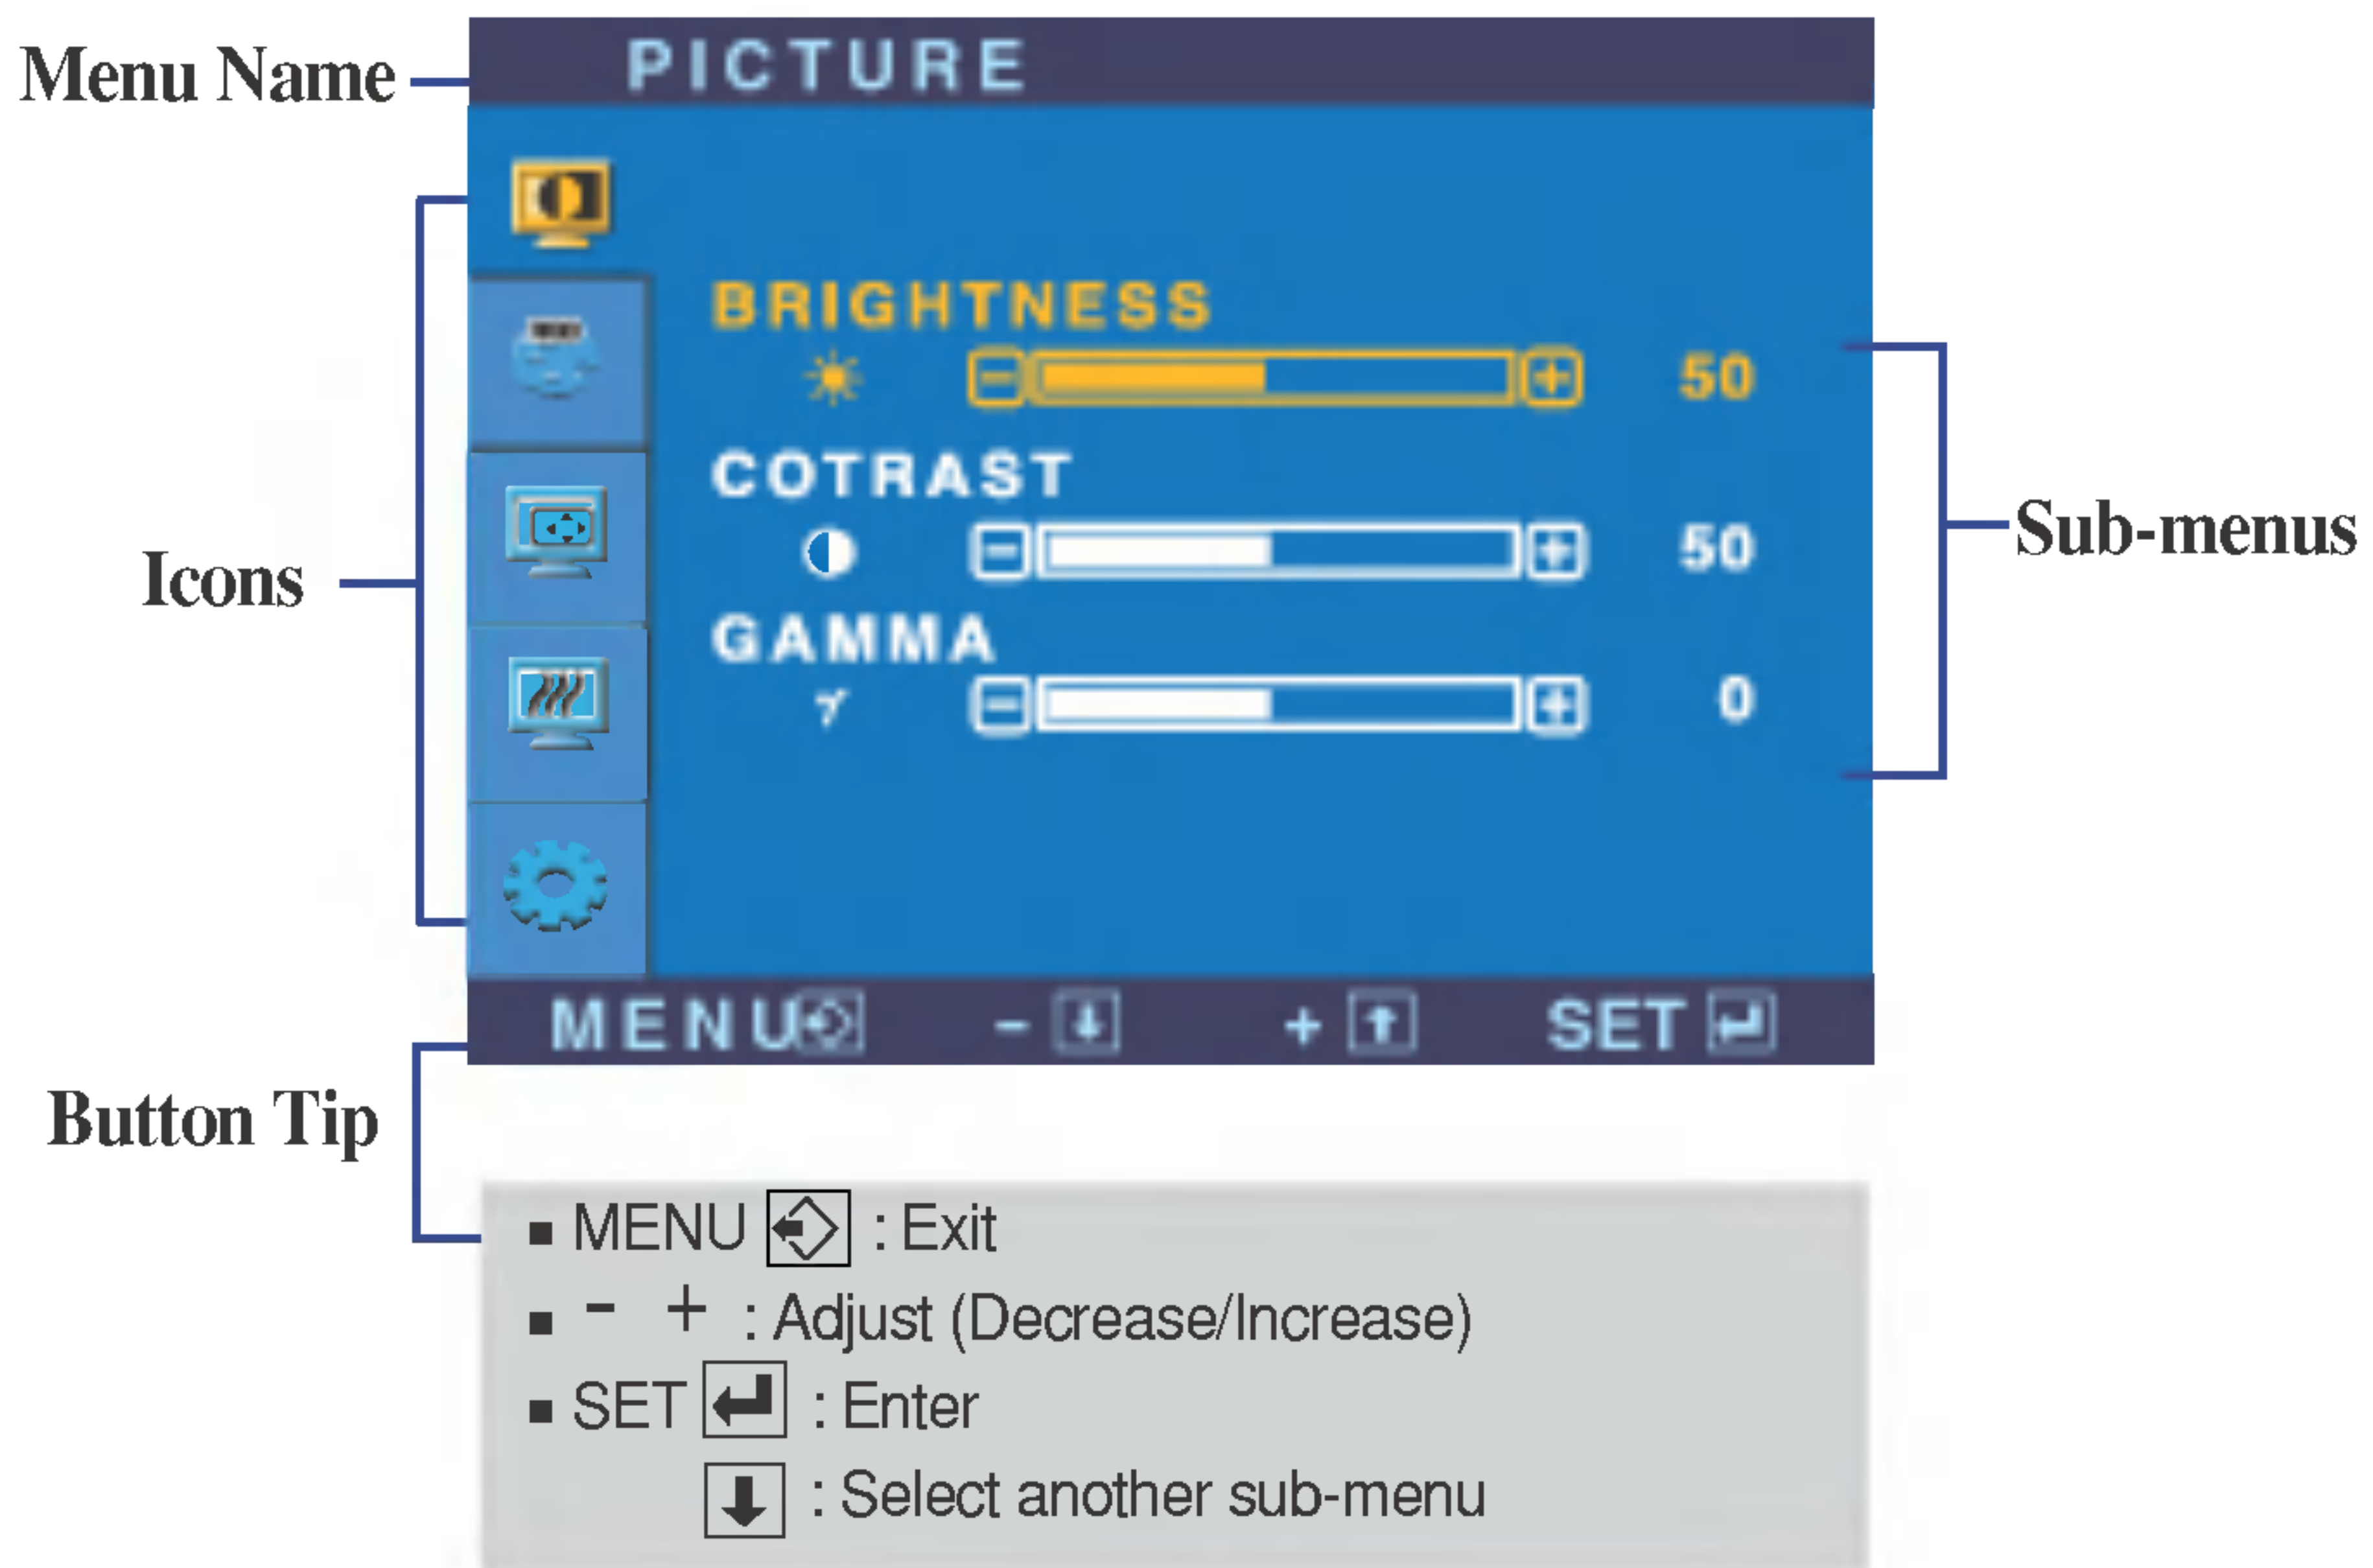 Menu Name
PICTURE
BRIGHTNESS
50
COTRAST
50
GAMMA
γ
0
Icons
Sub-menus
MENU - + SET
Button Tip
■ MENU : Exit
■ - + : Adjust (Decrease/Increase)
■ SET : Enter
: Select another sub-menu